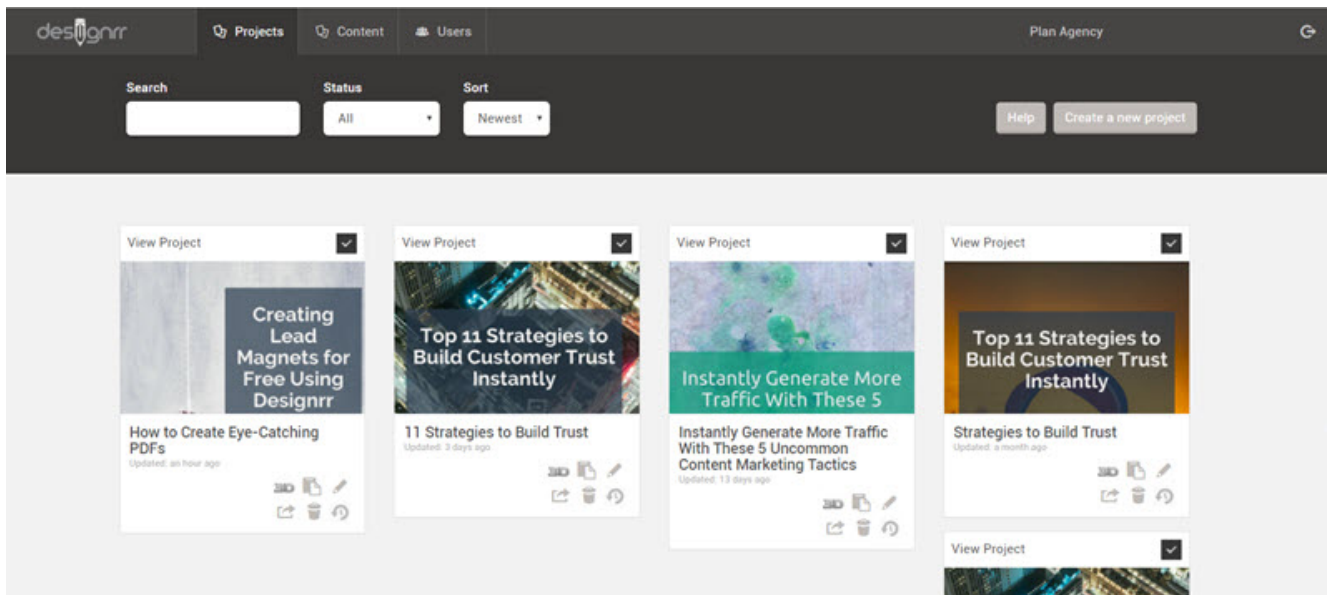 designrr
Projects
Content
Users
Plan Agency
Search
Status
Sort
All
Newest
Help
Create a new project
View Project
Creating
Lead
Magnets for
Free Using
Designrr
How to Create Eye-Catching
PDFs
Updated: an hour ago
3D
View Project
Top 11 Strategies to
Build Customer Trust
Instantly
11 Strategies to Build Trust
Updated: 3 days ago
3D
View Project
Instantly Generate More
Traffic With These 5
Instantly Generate More Traffic
With These 5 Uncommon
Content Marketing Tactics
Updated: 13 days ago
3D
View Project
Top 11 Strategies to
Build Customer Trust
Instantly
Strategies to Build Trust
Updated: a month ago
3D
View Project